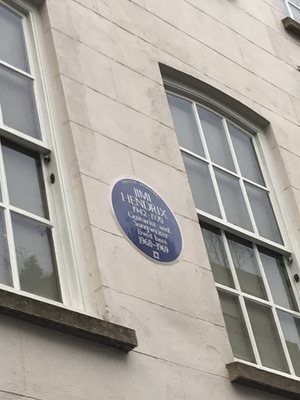 JIMI
HENDRIX
1942-1970
Guitarist and
Songwriter
lived here
1968-1969